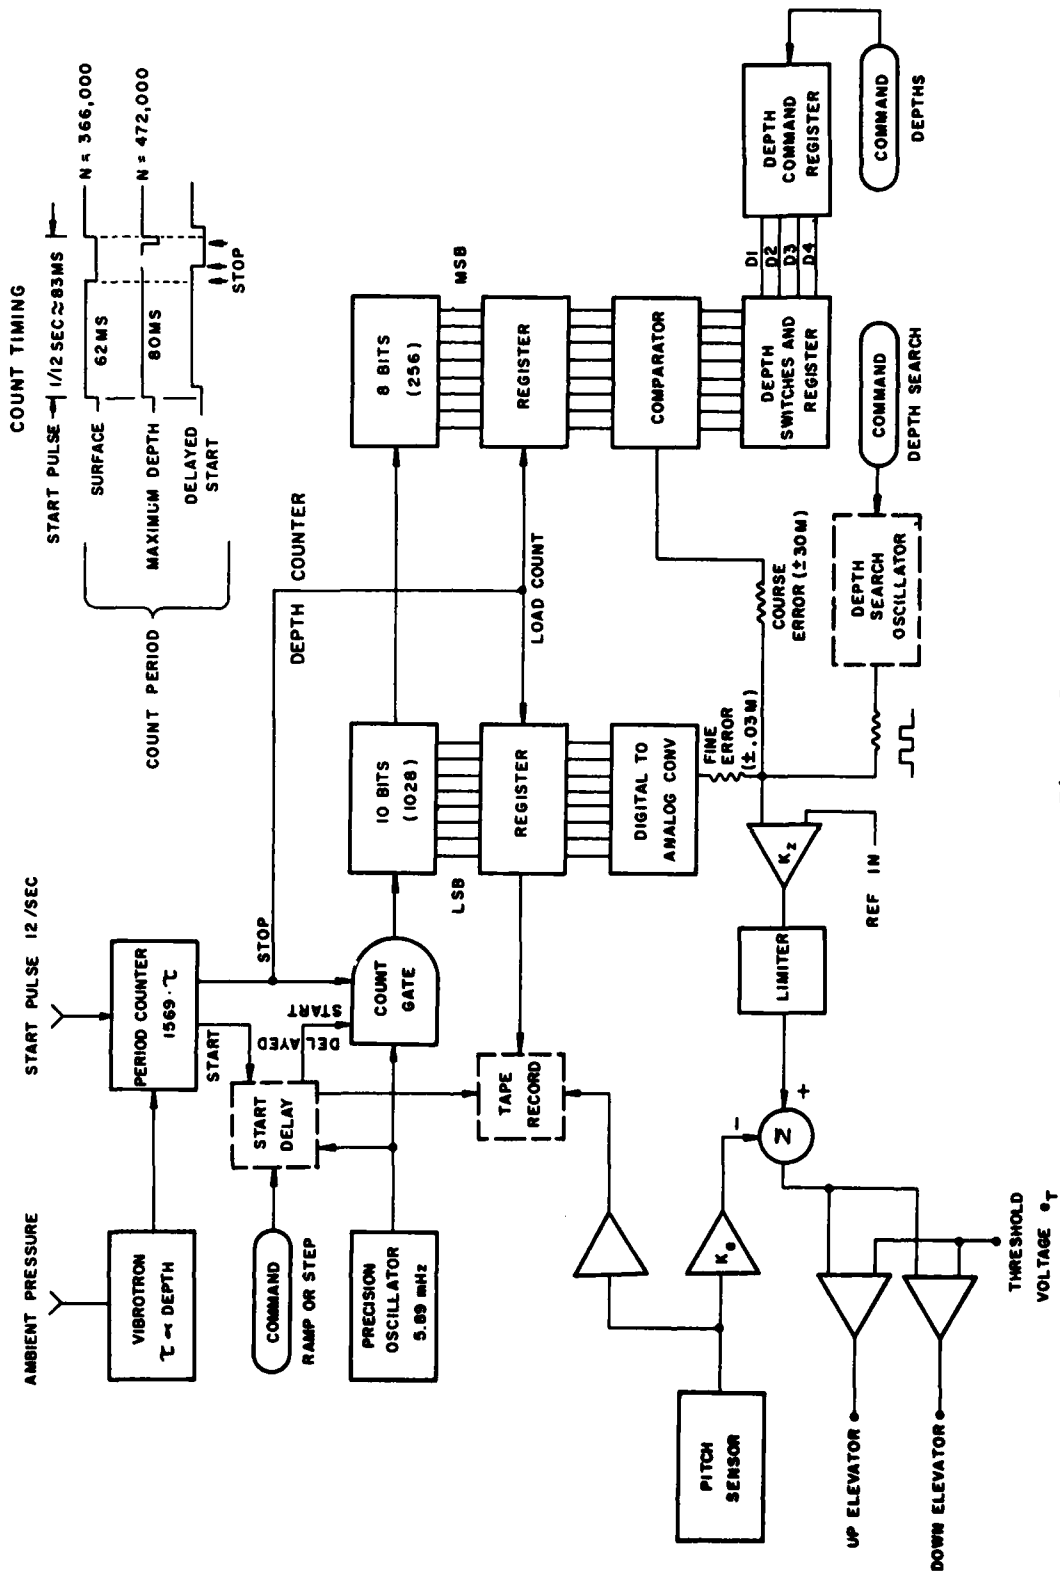 COUNT TIMING
START PULSE
1/12 SEC≈83MS
SURFACE
62MS
N = 366,000
MAXIMUM DEPTH
80MS
N = 472,000
DELAYED
START
STOP
COUNT PERIOD
AMBIENT PRESSURE
START PULSE 12/SEC
VIBROTRON
τ ∝ DEPTH
PERIOD COUNTER
1569·τ
START
STOP
COMMAND
RAMP OR STEP
START
DELAY
DELAYED
START
PRECISION
OSCILLATOR
5.89 mHz
COUNT
GATE
DEPTH COUNTER
10 BITS
(1028)
8 BITS
(256)
LSB
MSB
TAPE
RECORD
REGISTER
LOAD COUNT
REGISTER
DIGITAL TO
ANALOG CONV
COMPARATOR
FINE
ERROR
(±.03M)
COURSE
ERROR (±30M)
DEPTH
SWITCHES AND
REGISTER
D1
D2
D3
D4
DEPTH
COMMAND
REGISTER
COMMAND
DEPTHS
DEPTH
SEARCH
OSCILLATOR
COMMAND
DEPTH SEARCH
PITCH
SENSOR
Kθ
-
+
Σ
LIMITER
Kz
REF IN
UP ELEVATOR
DOWN ELEVATOR
THRESHOLD
VOLTAGE eT